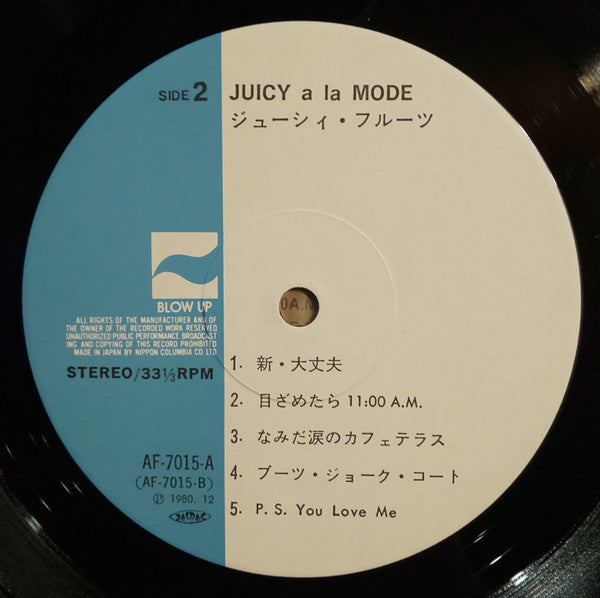 SIDE 2
JUICY a la MODE
ジューシィ・フルーツ
BLOW UP
ALL RIGHTS OF THE MANUFACTURER AND OF
THE OWNER OF THE RECORDED WORK RESERVED
UNAUTHORIZED PUBLIC PERFORMANCE BROADCAST
ING AND COPYING OF THIS RECORD PROHIBITED
MADE IN JAPAN BY NIPPON COLUMBIA CO LTD
STEREO/33 1/3 RPM
1. 新・大丈夫
2. 目ざめたら 11:00 A.M.
3. なみだ涙のカフェテラス
4. ブーツ・ジョーク・コート
5. P. S. You Love Me
AF-7015-A
(AF-7015-B)
Ⓟ 1980. 12